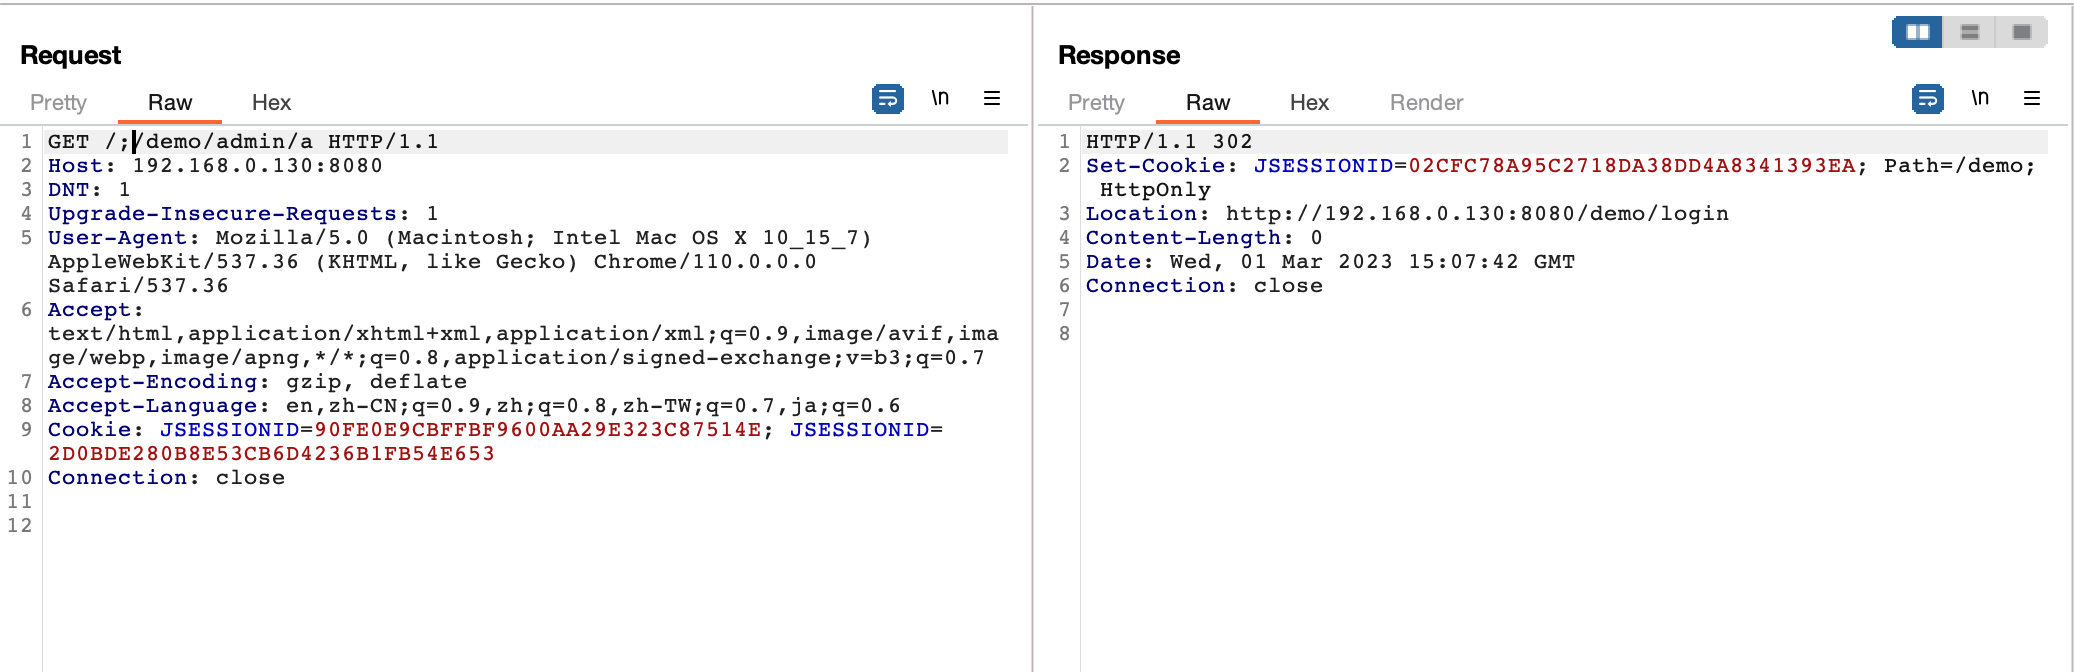 Request
Pretty Raw Hex \n
1 GET /;/demo/admin/a HTTP/1.1
2 Host: 192.168.0.130:8080
3 DNT: 1
4 Upgrade-Insecure-Requests: 1
5 User-Agent: Mozilla/5.0 (Macintosh; Intel Mac OS X 10_15_7)
AppleWebKit/537.36 (KHTML, like Gecko) Chrome/110.0.0.0
Safari/537.36
6 Accept:
text/html,application/xhtml+xml,application/xml;q=0.9,image/avif,ima
ge/webp,image/apng,*/*;q=0.8,application/signed-exchange;v=b3;q=0.7
7 Accept-Encoding: gzip, deflate
8 Accept-Language: en,zh-CN;q=0.9,zh;q=0.8,zh-TW;q=0.7,ja;q=0.6
9 Cookie: JSESSIONID=90FE0E9CBFFBF9600AA29E323C87514E; JSESSIONID=
2D0BDE280B8E53CB6D4236B1FB54E653
10 Connection: close
11
12
Response
Pretty Raw Hex Render \n
1 HTTP/1.1 302
2 Set-Cookie: JSESSIONID=02CFC78A95C2718DA38DD4A8341393EA; Path=/demo;
HttpOnly
3 Location: http://192.168.0.130:8080/demo/login
4 Content-Length: 0
5 Date: Wed, 01 Mar 2023 15:07:42 GMT
6 Connection: close
7
8